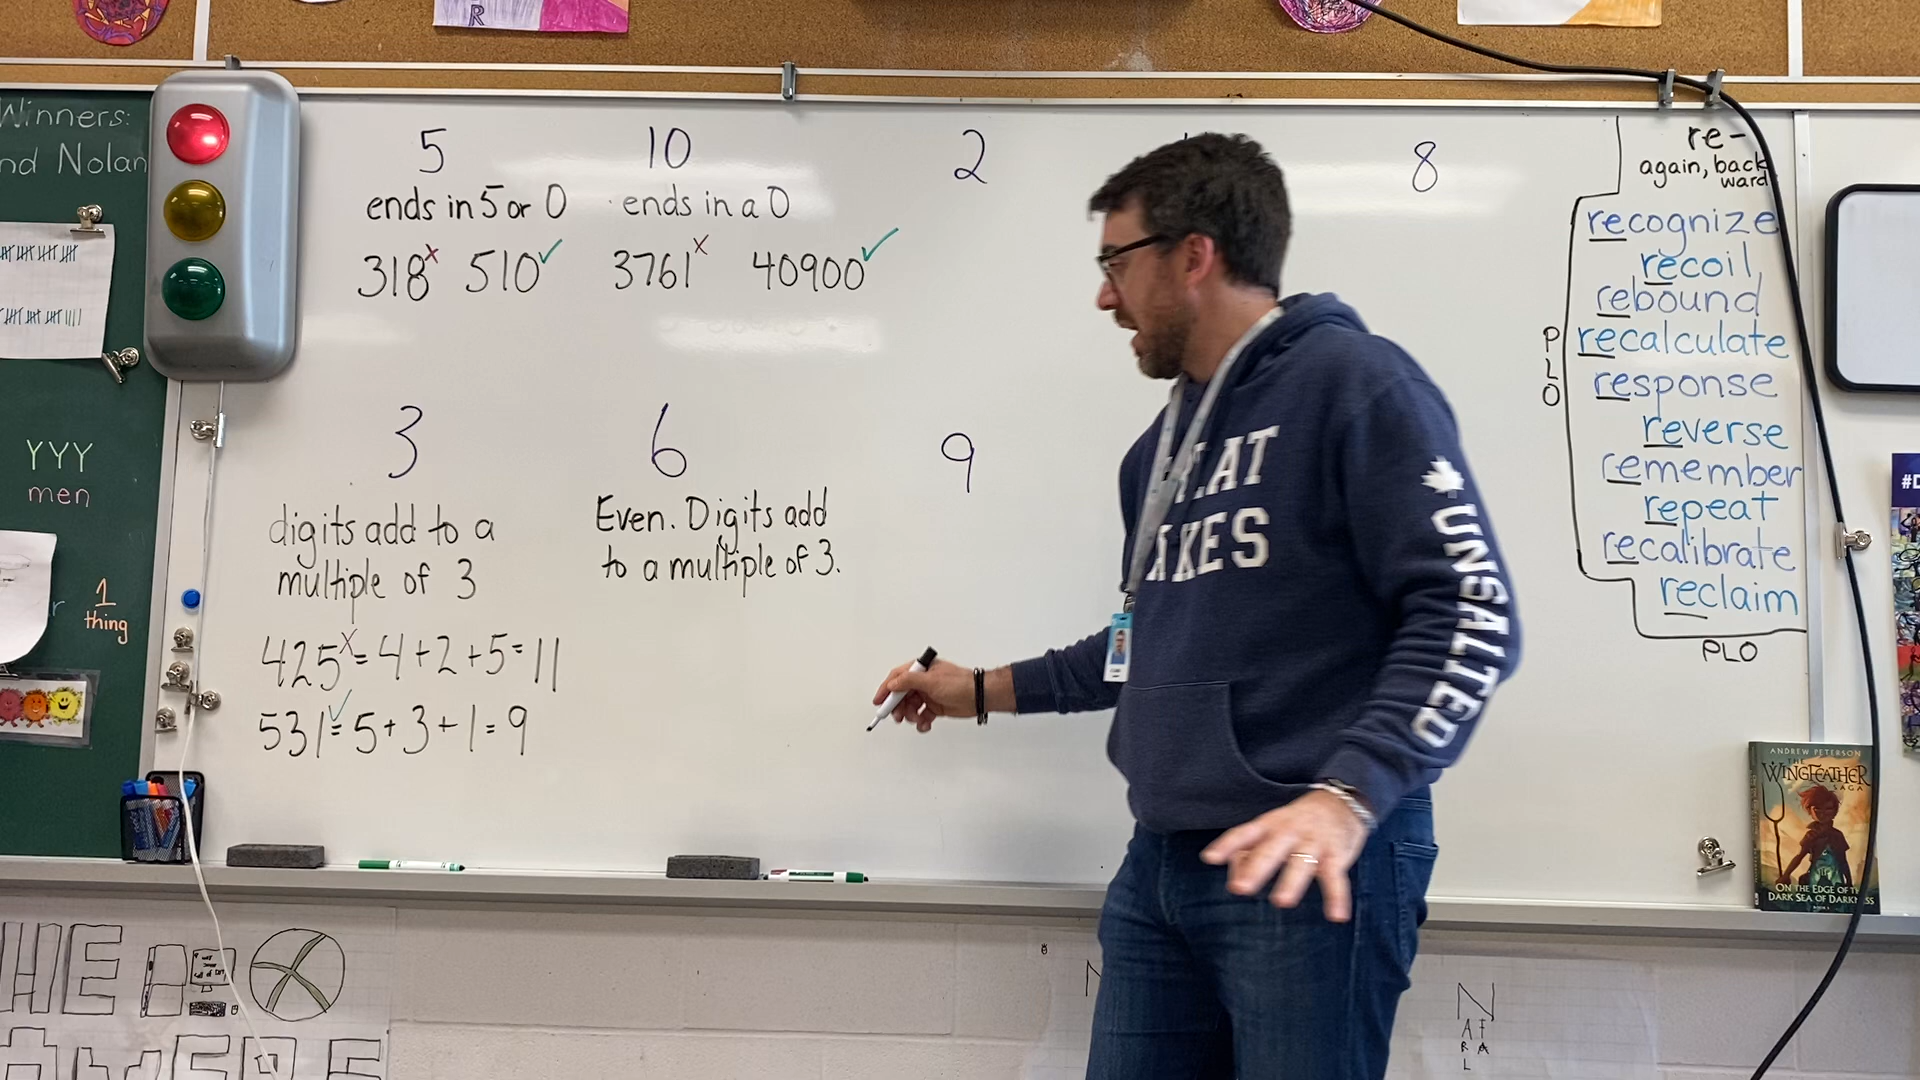 Winners:
nd Nolan
YYY
men
1
thing
5
ends in 5 or 0
318 x 510 ✓
10
ends in a 0
3761 x 40900 ✓
2
8
3
digits add to a
multiple of 3
425 x = 4 + 2 + 5 = 11
531 ✓ = 5 + 3 + 1 = 9
6
Even. Digits add
to a multiple of 3.
9
re-
again, back
ward
recognize
recoil
rebound
recalculate
response
reverse
remember
repeat
recalibrate
reclaim
PLO
PLO
AT
KES
UNSALTED
ANDREW PETERSON
THE
WINGFEATHER
SAGA
ON THE EDGE OF TH
DARK SEA OF DARKNESS
#D
R
HE P